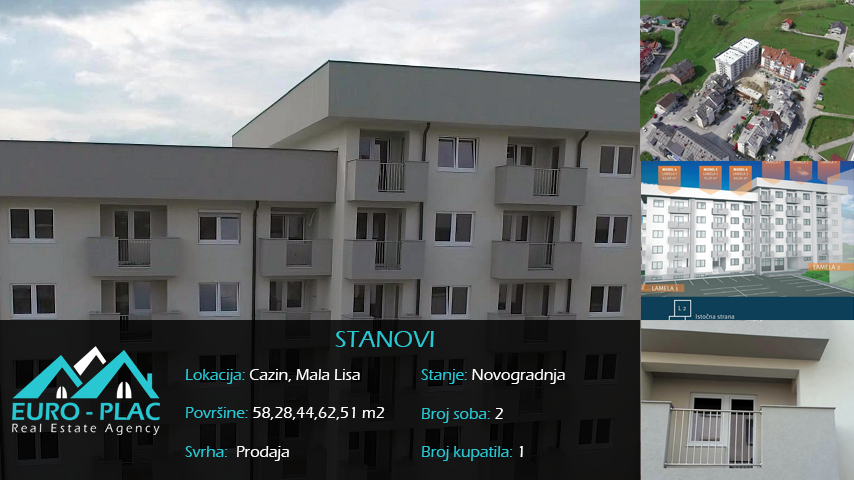 STANOVI
Lokacija: Cazin, Mala Lisa
Površine: 58,28,44,62,51 m2
Svrha: Prodaja
Stanje: Novogradnja
Broj soba: 2
Broj kupatila: 1
EURO - PLAC
Real Estate Agency
LAMELA 1
LAMELA 2
L 2
Istočna strana